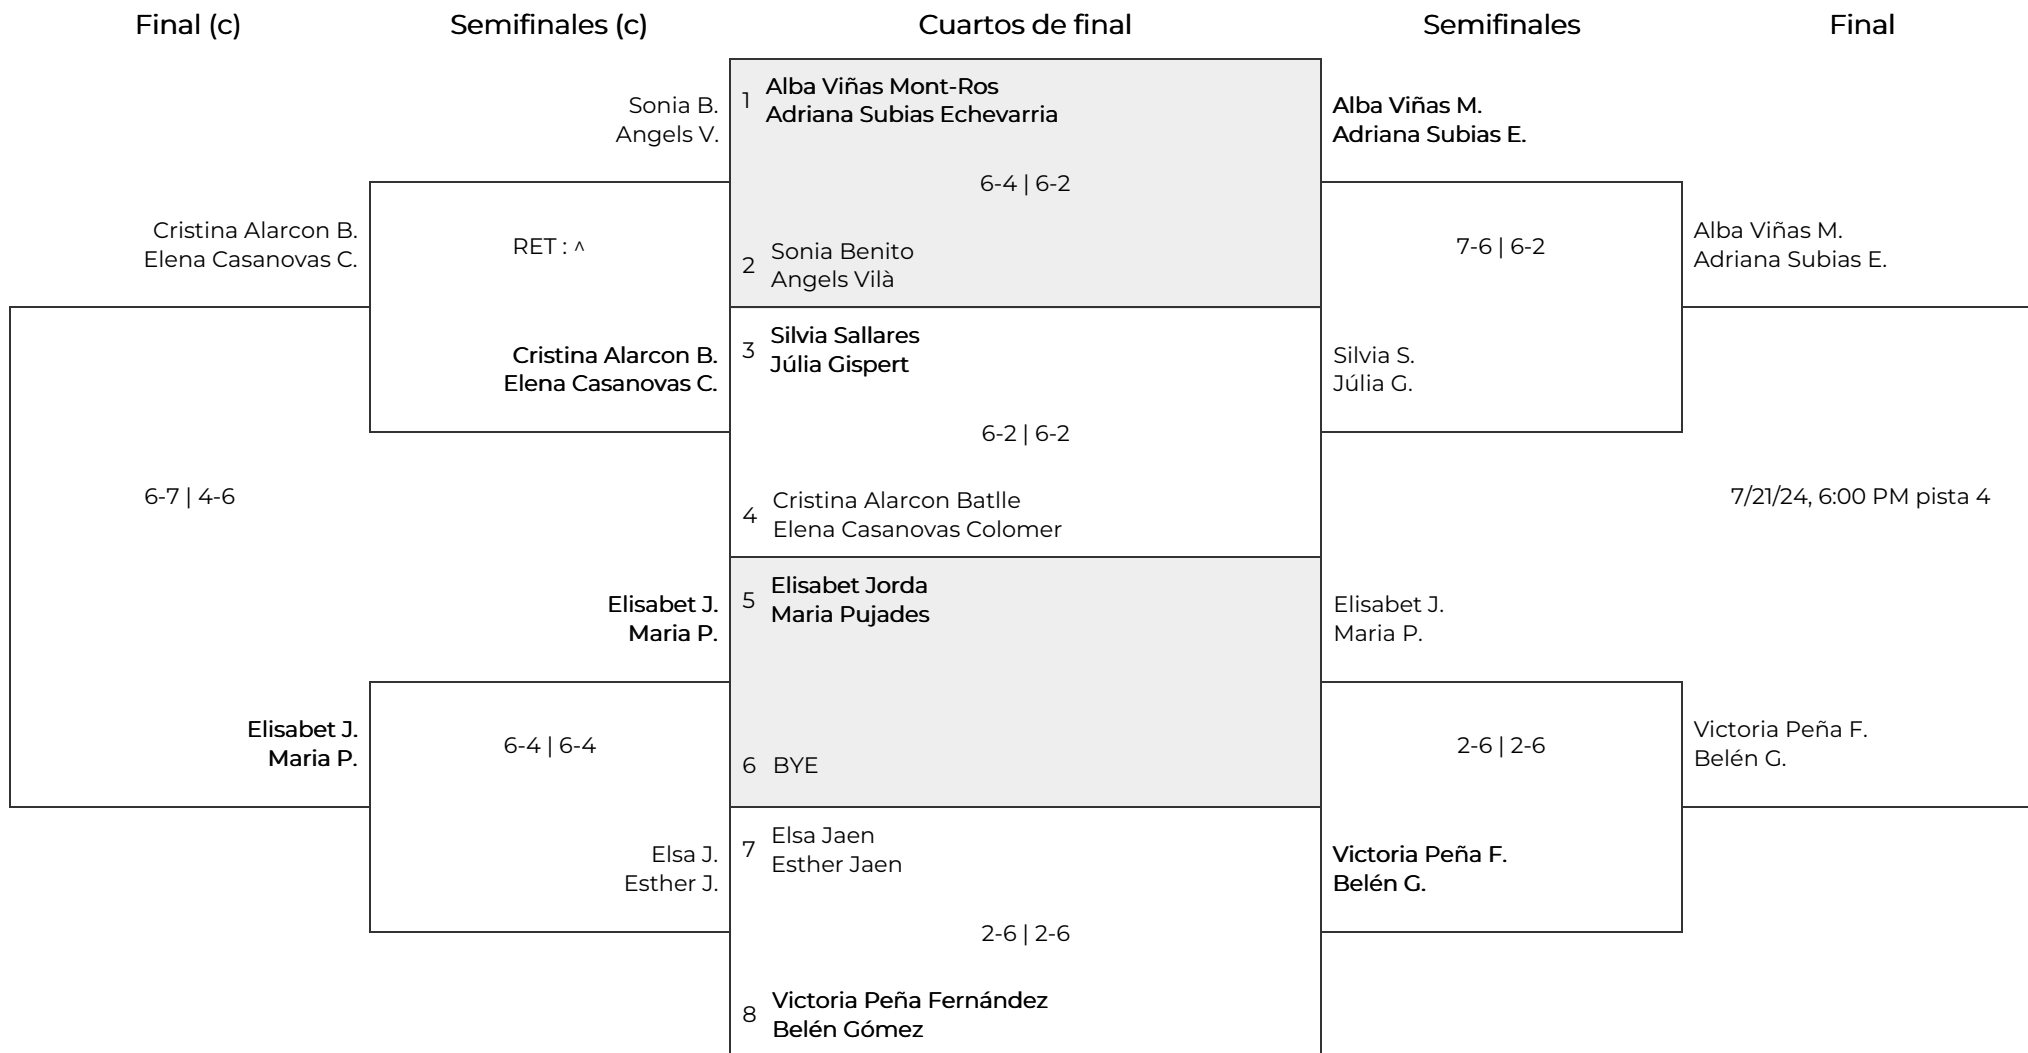 Final (c)
Semifinales (c)
Cuartos de final
Semifinales
Final
Cristina Alarcon B.
Elena Casanovas C.
6-7 | 4-6
Elisabet J.
Maria P.
Sonia B.
Angels V.
RET : ^
Cristina Alarcon B.
Elena Casanovas C.
Elisabet J.
Maria P.
6-4 | 6-4
Elsa J.
Esther J.
1
Alba Viñas Mont-Ros
Adriana Subias Echevarria
6-4 | 6-2
2
Sonia Benito
Angels Vilà
3
Silvia Sallares
Júlia Gispert
6-2 | 6-2
4
Cristina Alarcon Batlle
Elena Casanovas Colomer
5
Elisabet Jorda
Maria Pujades
6 BYE
7
Elsa Jaen
Esther Jaen
2-6 | 2-6
8
Victoria Peña Fernández
Belén Gómez
Alba Viñas M.
Adriana Subias E.
7-6 | 6-2
Silvia S.
Júlia G.
Elisabet J.
Maria P.
2-6 | 2-6
Victoria Peña F.
Belén G.
Alba Viñas M.
Adriana Subias E.
7/21/24, 6:00 PM pista 4
Victoria Peña F.
Belén G.